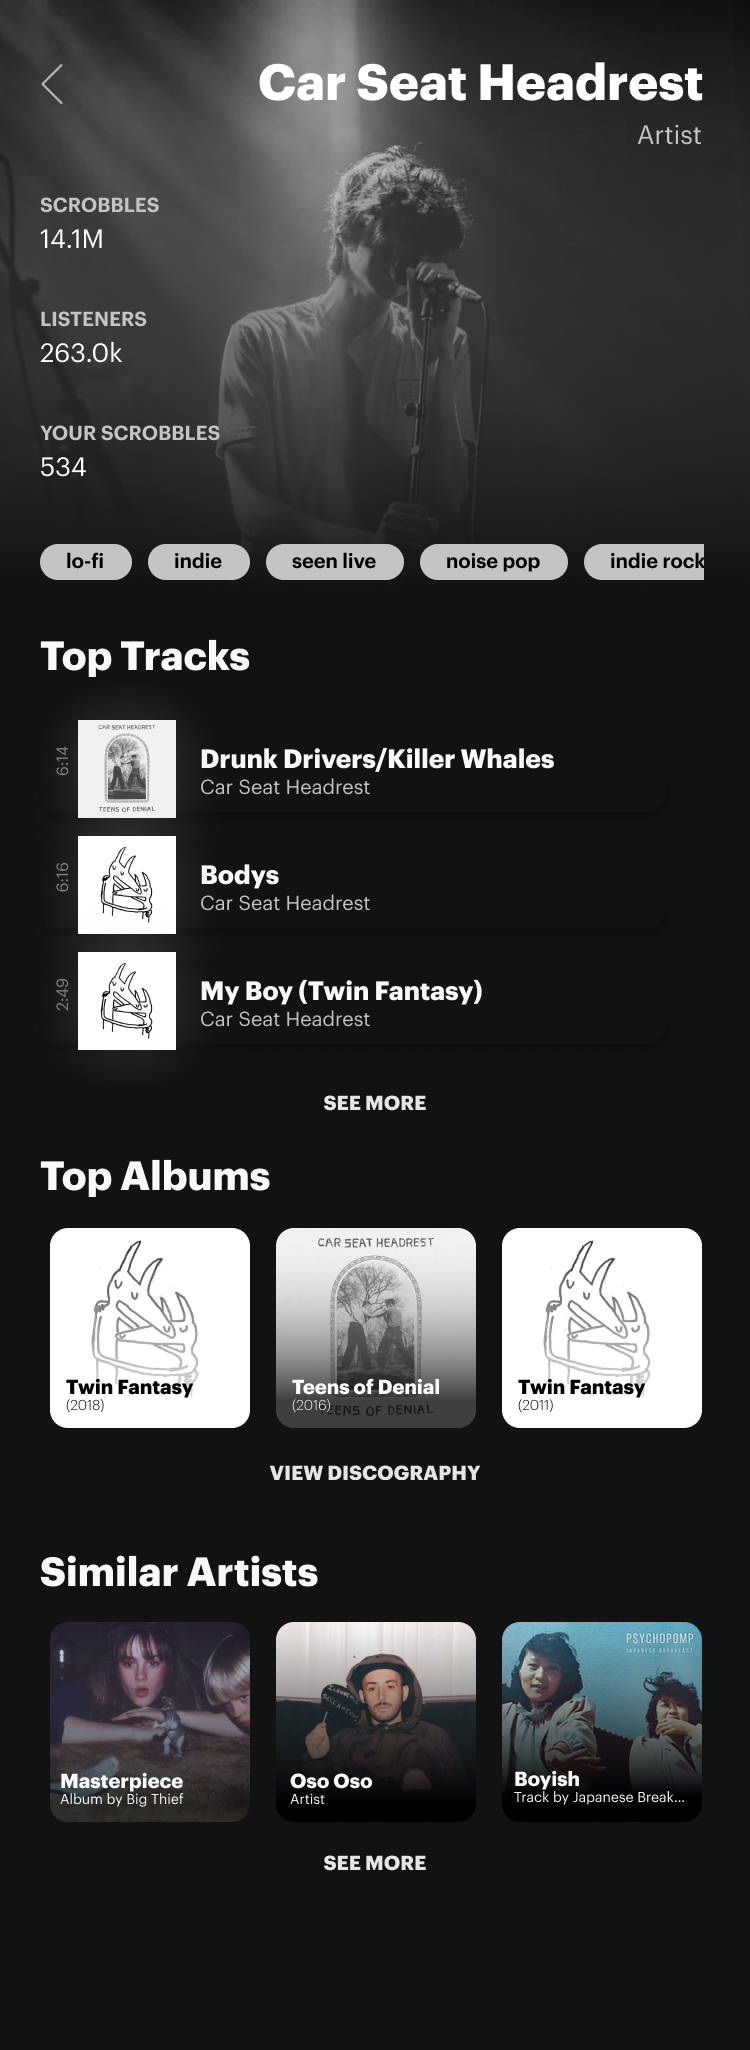 Car Seat Headrest
Artist
SCROBBLES
14.1M
LISTENERS
263.0k
YOUR SCROBBLES
534
lo-fi
indie
seen live
noise pop
indie rock
Top Tracks
6:14
CAR SEAT HEADREST
TEENS OF DENIAL
Drunk Drivers/Killer Whales
Car Seat Headrest
6:16
Bodys
Car Seat Headrest
2:49
My Boy (Twin Fantasy)
Car Seat Headrest
SEE MORE
Top Albums
Twin Fantasy
(2018)
CAR SEAT HEADREST
Teens of Denial
(2016)
TEENS OF DENIAL
Twin Fantasy
(2011)
VIEW DISCOGRAPHY
Similar Artists
Masterpiece
Album by Big Thief
Oso Oso
Artist
PSYCHOPOMP
JAPANESE BREAKFAST
Boyish
Track by Japanese Break...
SEE MORE